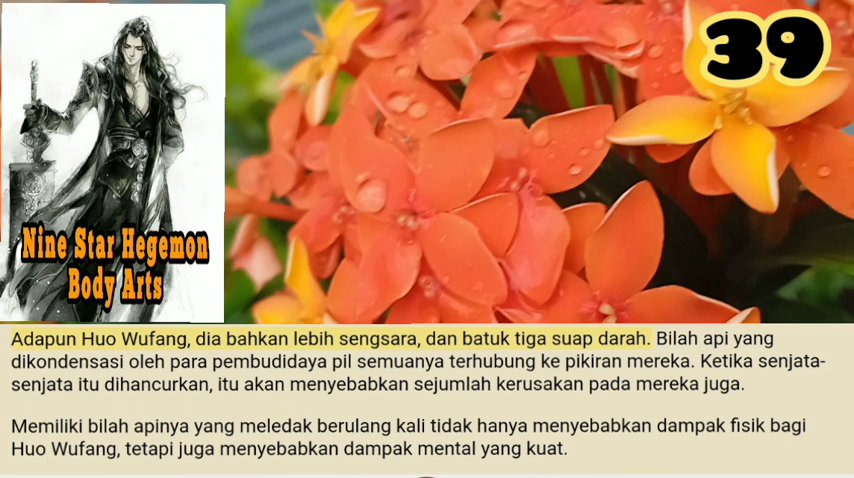 39
Nine Star Hegemon
Body Arts
Adapun Huo Wufang, dia bahkan lebih sengsara, dan batuk tiga suap darah. Bilah api yang
dikondensasi oleh para pembudidaya pil semuanya terhubung ke pikiran mereka. Ketika senjata-
senjata itu dihancurkan, itu akan menyebabkan sejumlah kerusakan pada mereka juga.
Memiliki bilah apinya yang meledak berulang kali tidak hanya menyebabkan dampak fisik bagi
Huo Wufang, tetapi juga menyebabkan dampak mental yang kuat.